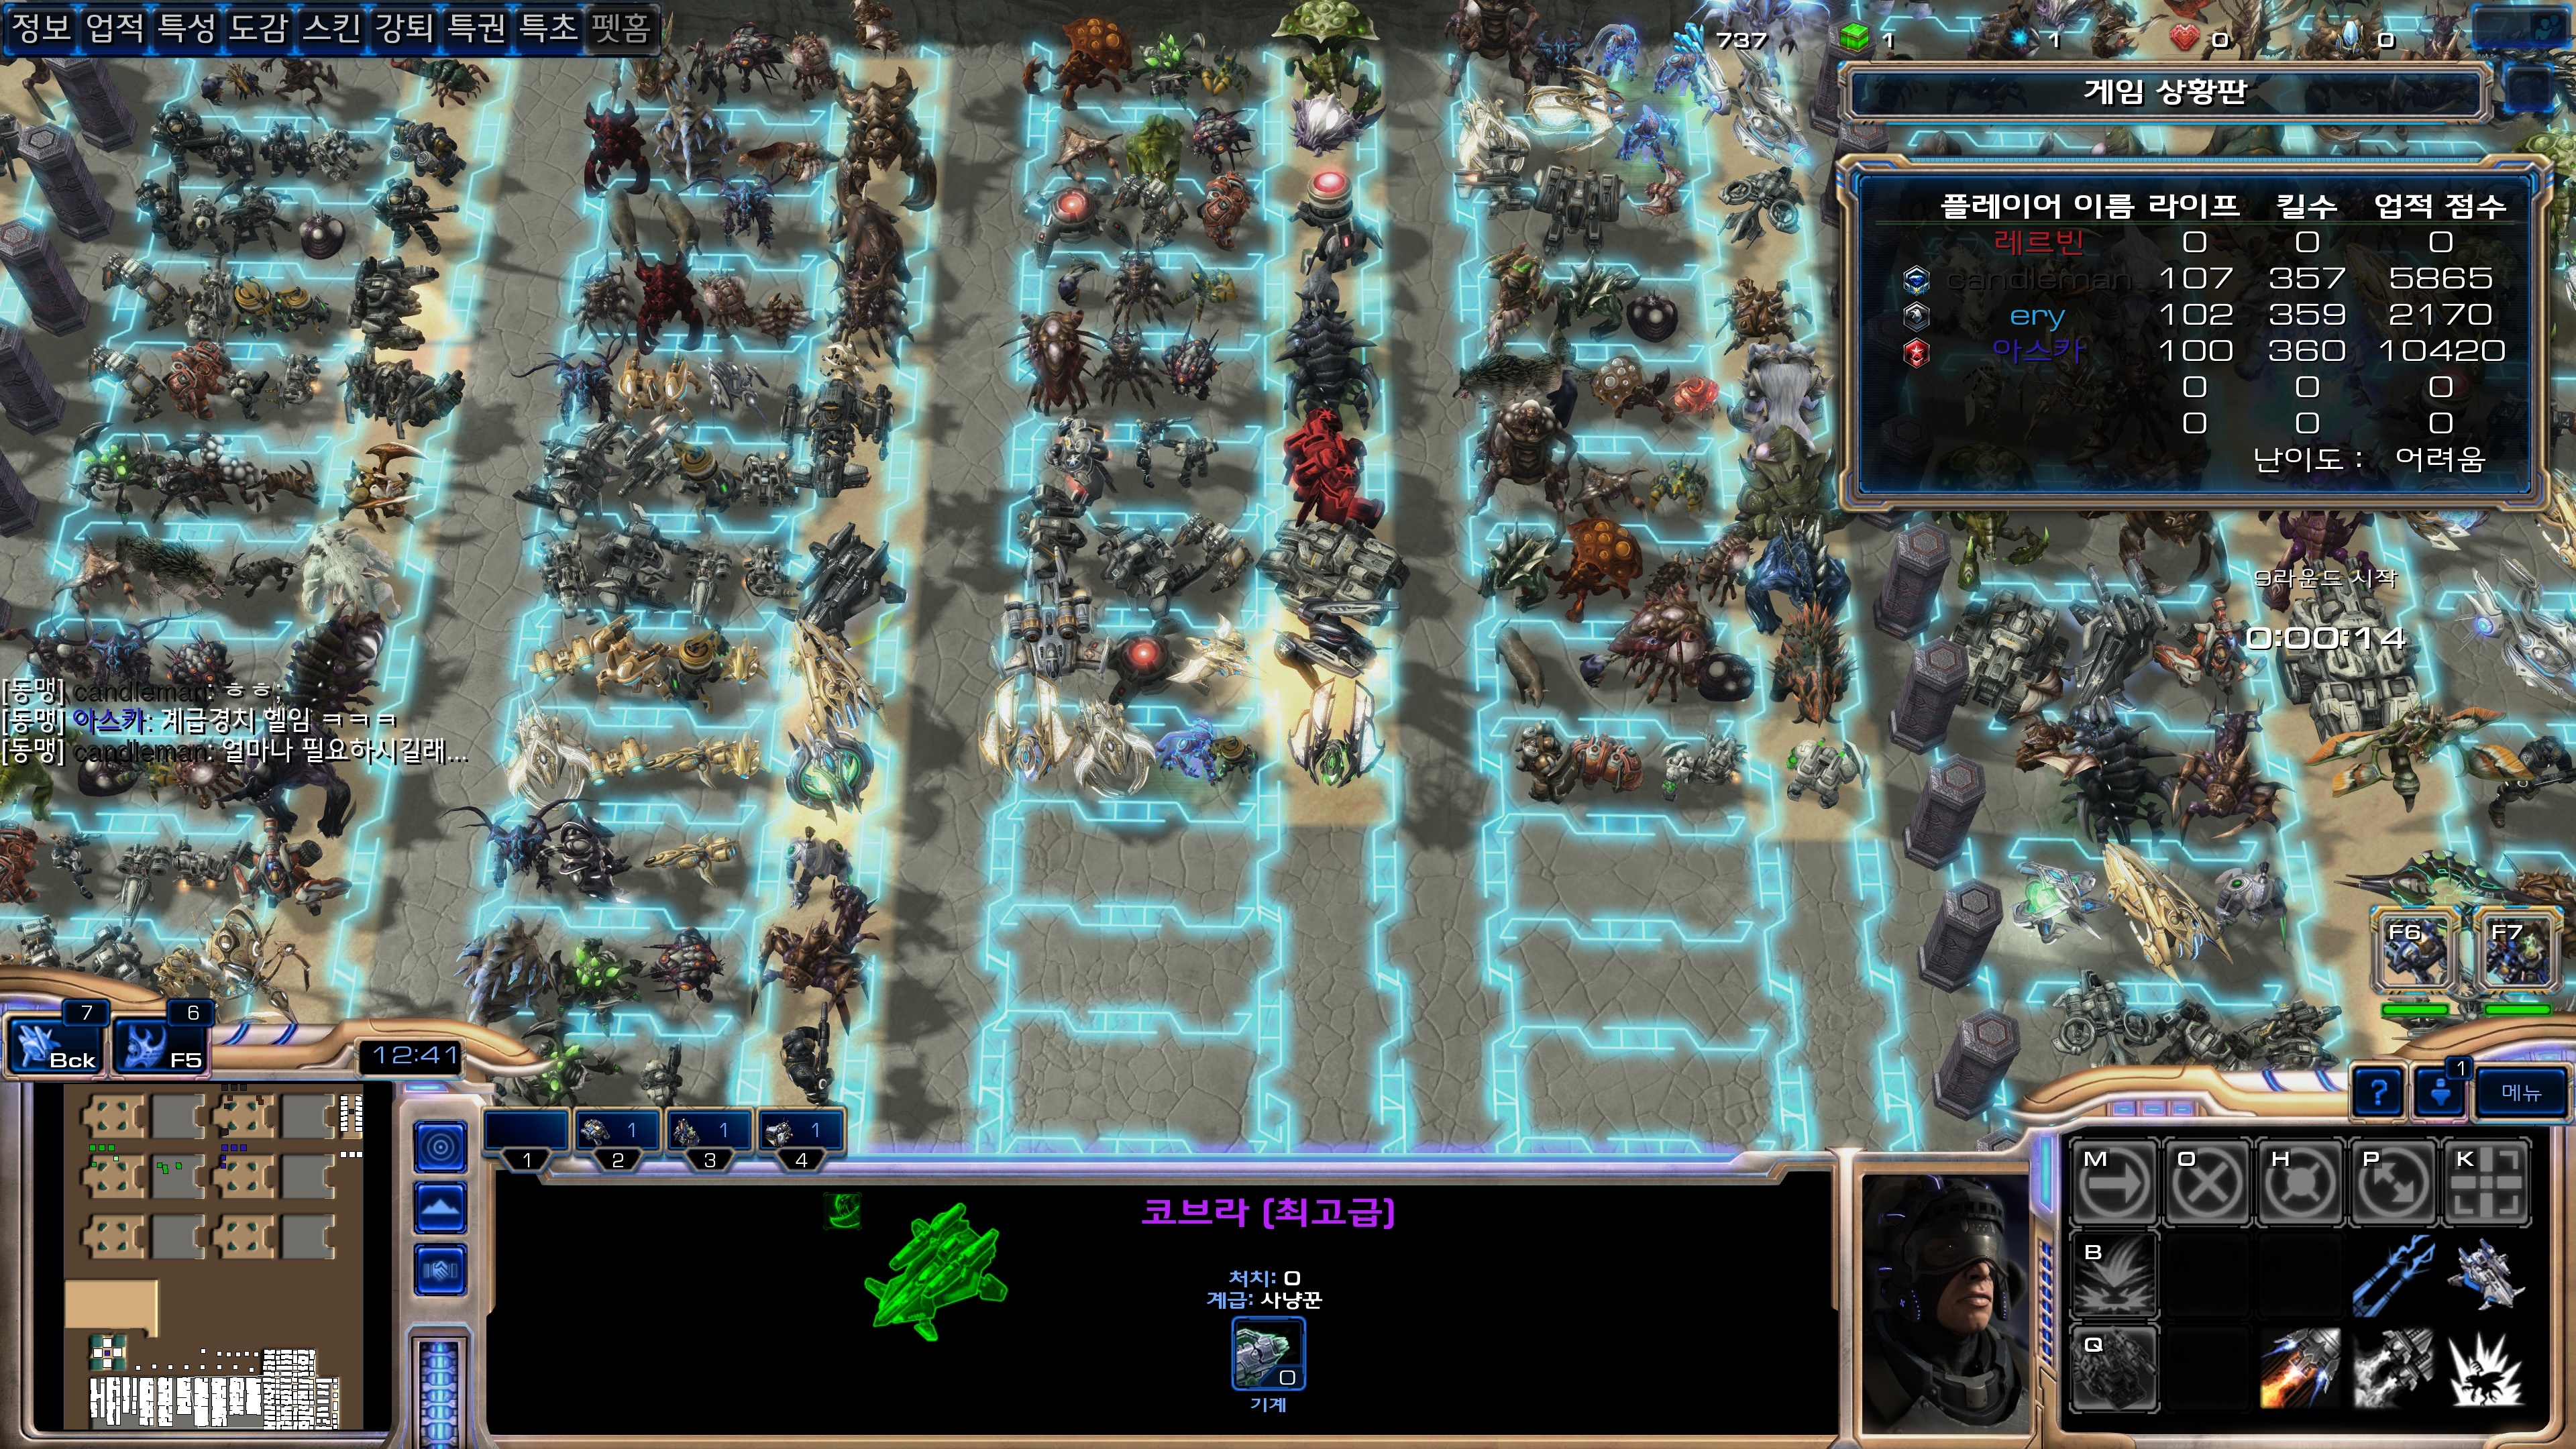 정보 업적 특성 도감 스킨 강퇴 특권 특초 펫홈
737 1 1 0 0
게임 상황판
플레이어 이름 라이프 킬수 업적 점수
레르빈 0 0 0
candleman 107 357 5865
ery 102 359 2170
아스카 100 360 10420
0 0 0
0 0 0
난이도 : 어려움
9라운드 시작
0:00:14
[동맹] candleman: ㅎㅎ;
[동맹] 아스카: 계급경치 헬임 ㅋㅋㅋ
[동맹] candleman: 얼마나 필요하시길래...
F6 F7
7 6
Bck F5
12:41
1
?
메뉴
1 1 1
1 2 3 4
코브라 (최고급)
처치: 0
계급: 사냥꾼
0
기계
M O H P K
B
Q